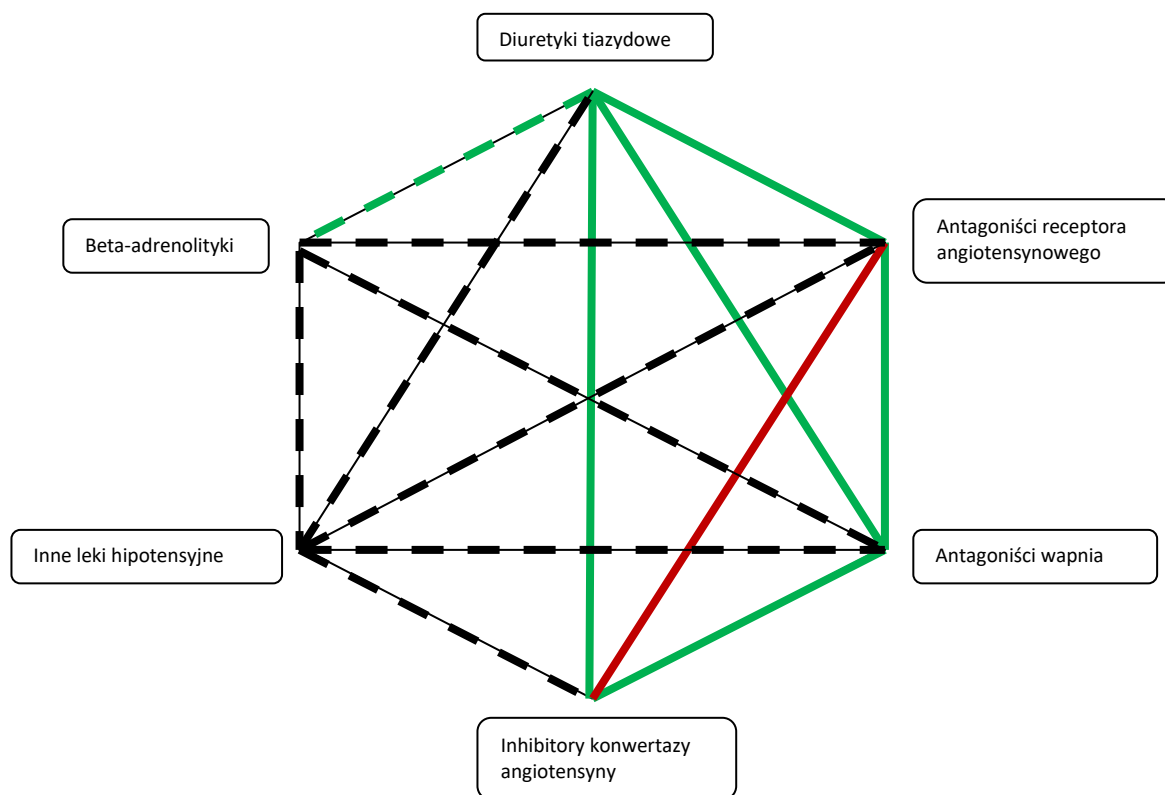 Diuretyki tiazydowe
Beta-adrenolityki
Antagoniści receptora
angiotensynowego
Inne leki hipotensyjne
Antagoniści wapnia
Inhibitory konwertazy
angiotensyny